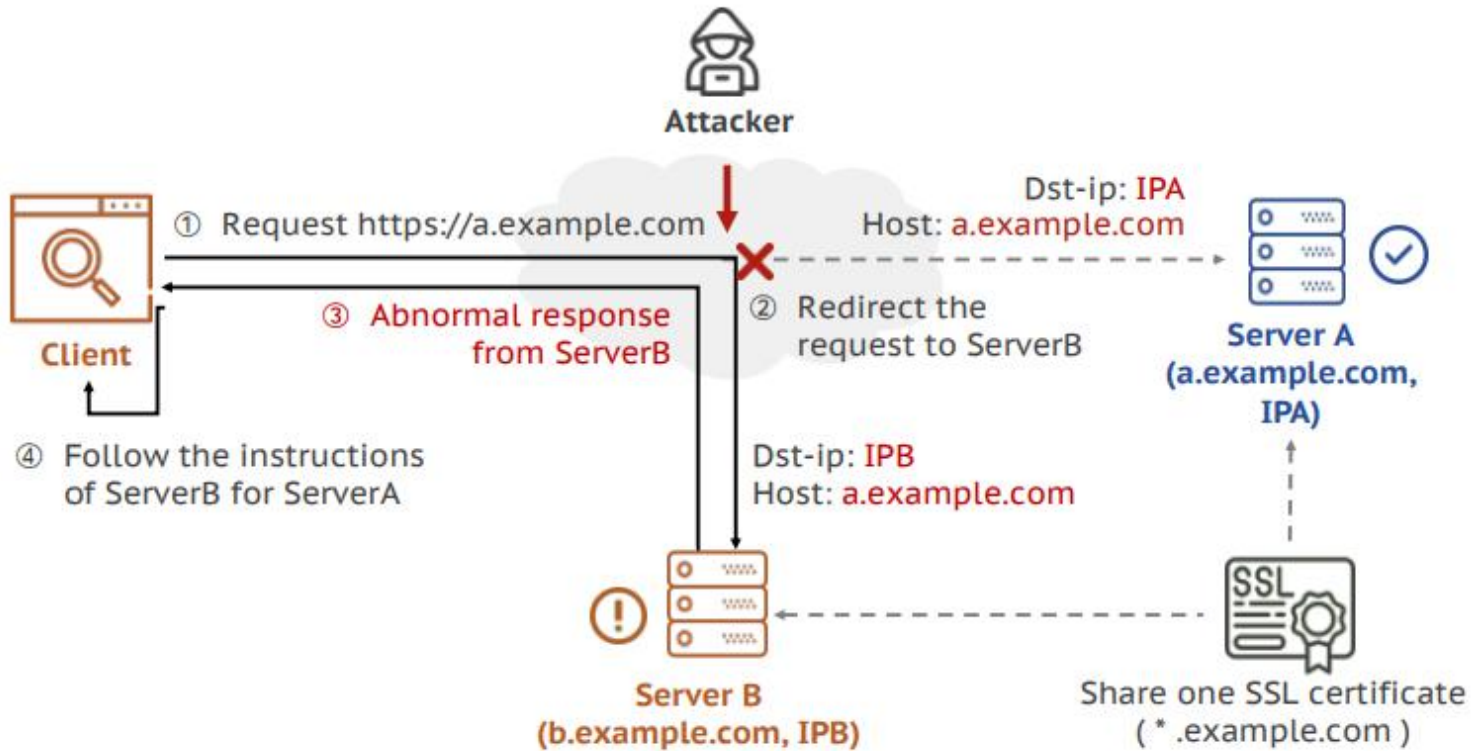 Attacker
① Request https://a.example.com
Dst-ip: IPA
Host: a.example.com
② Redirect the
request to ServerB
③ Abnormal response
from ServerB
Client
Server A
(a.example.com,
IPA)
④ Follow the instructions
of ServerB for ServerA
Dst-ip: IPB
Host: a.example.com
SSL
Server B
(b.example.com, IPB)
Share one SSL certificate
( * .example.com )